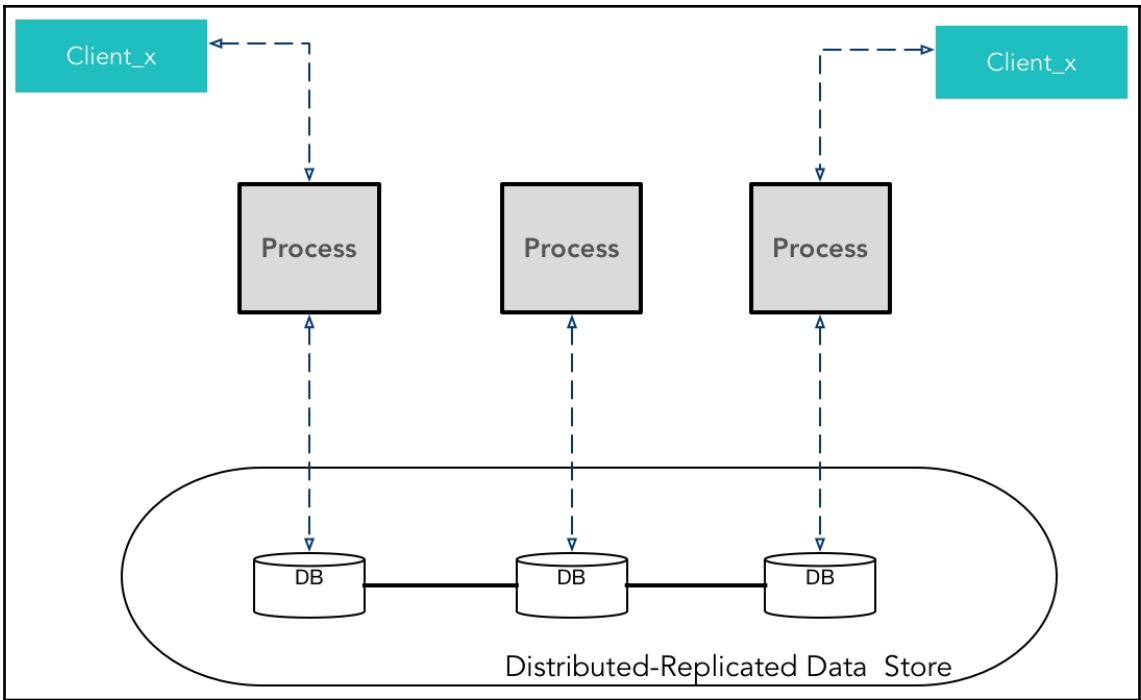 Client_x
Client_x
Process
Process
Process
DB
DB
DB
Distributed-Replicated Data Store